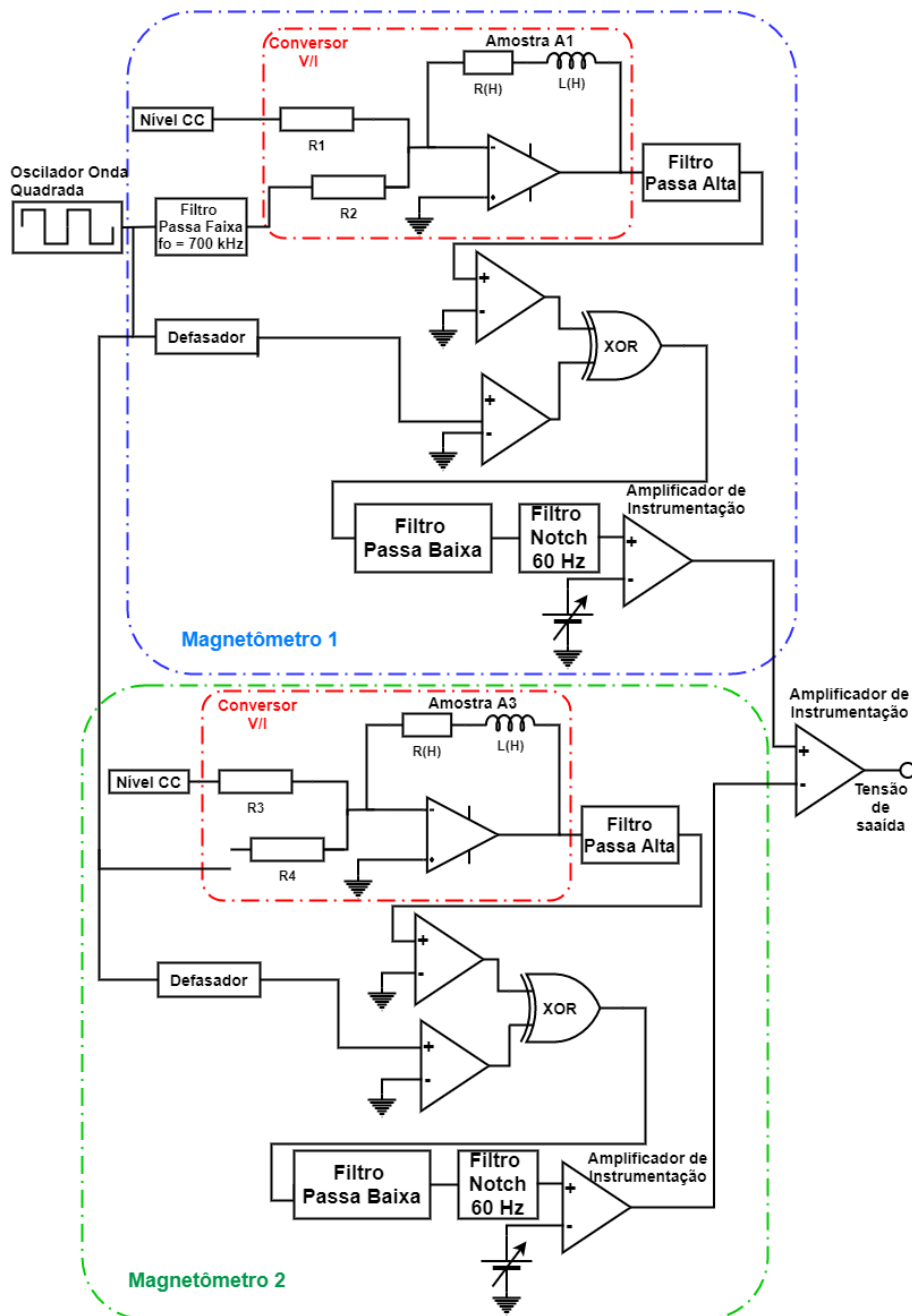 Conversor
V/I
Amostra A1
R(H)
L(H)
Nível CC
R1
Oscilador Onda
Quadrada
Filtro
Passa Faixa
fo = 700 kHz
R2
-
+
Filtro
Passa Alta
+
-
Defasador
XOR
+
-
Filtro
Passa Baixa
Filtro
Notch
60 Hz
Amplificador de
Instrumentação
+
-
Magnetômetro 1
Conversor
V/I
Amostra A3
R(H)
L(H)
Nível CC
R3
R4
-
+
Filtro
Passa Alta
Amplificador de
Instrumentação
+
-
Tensão
de
saaída
+
-
Defasador
XOR
+
-
Filtro
Passa Baixa
Filtro
Notch
60 Hz
Amplificador de
Instrumentação
+
-
Magnetômetro 2